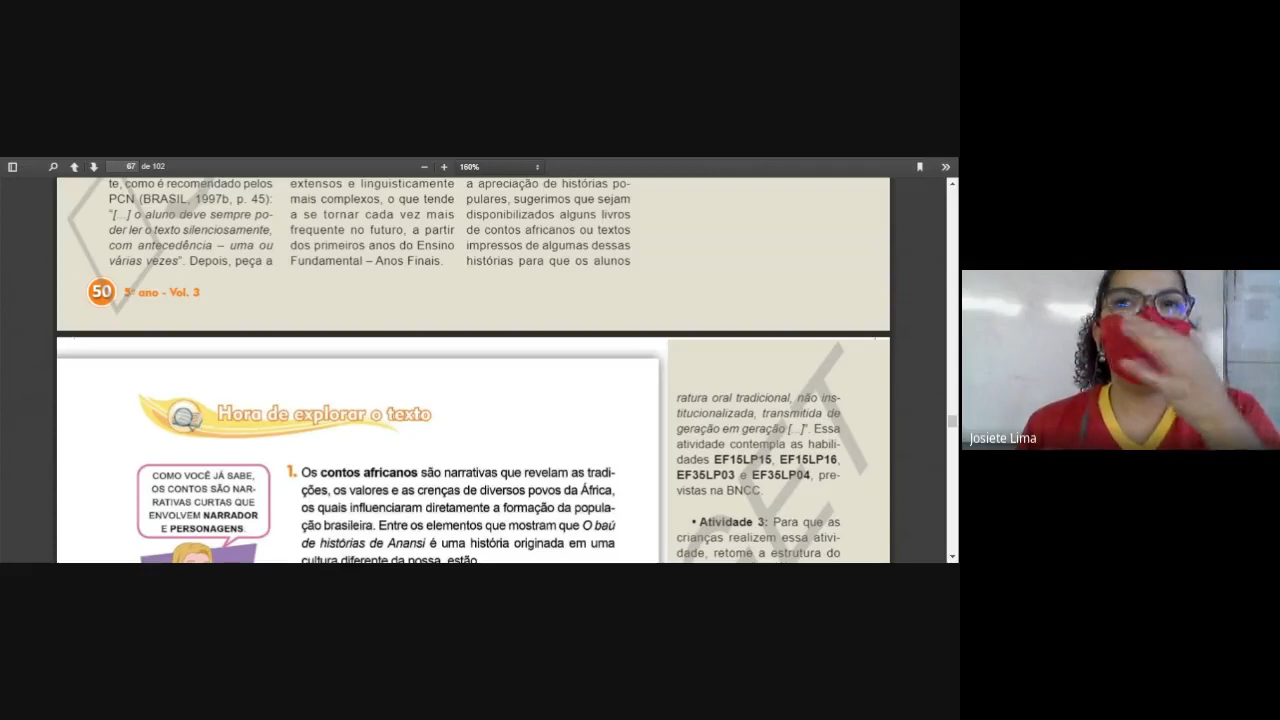 67 de 102
160%
te, como é recomendado pelos
PCN (BRASIL, 1997b, p. 45):
"[...] o aluno deve sempre po-
der ler o texto silenciosamente,
com antecedência – uma ou
várias vezes". Depois, peça a
extensos e linguisticamente
mais complexos, o que tende
a se tornar cada vez mais
frequente no futuro, a partir
dos primeiros anos do Ensino
Fundamental – Anos Finais.
a apreciação de histórias po-
pulares, sugerimos que sejam
disponibilizados alguns livros
de contos africanos ou textos
impressos de algumas dessas
histórias para que os alunos
50 5º ano - Vol. 3
Hora de explorar o texto
COMO VOCÊ JÁ SABE,
OS CONTOS SÃO NAR-
RATIVAS CURTAS QUE
ENVOLVEM NARRADOR
E PERSONAGENS.
1. Os contos africanos são narrativas que revelam as tradi-
ções, os valores e as crenças de diversos povos da África,
os quais influenciaram diretamente a formação da popula-
ção brasileira. Entre os elementos que mostram que O baú
de histórias de Anansi é uma história originada em uma
cultura diferente da nossa, estão
ratura oral tradicional, não ins-
titucionalizada, transmitida de
geração em geração [...]". Essa
atividade contempla as habili-
dades EF15LP15, EF15LP16,
EF35LP03 e EF35LP04, pre-
vistas na BNCC.
• Atividade 3: Para que as
crianças realizem essa ativi-
dade, retome a estrutura do
Josiete Lima